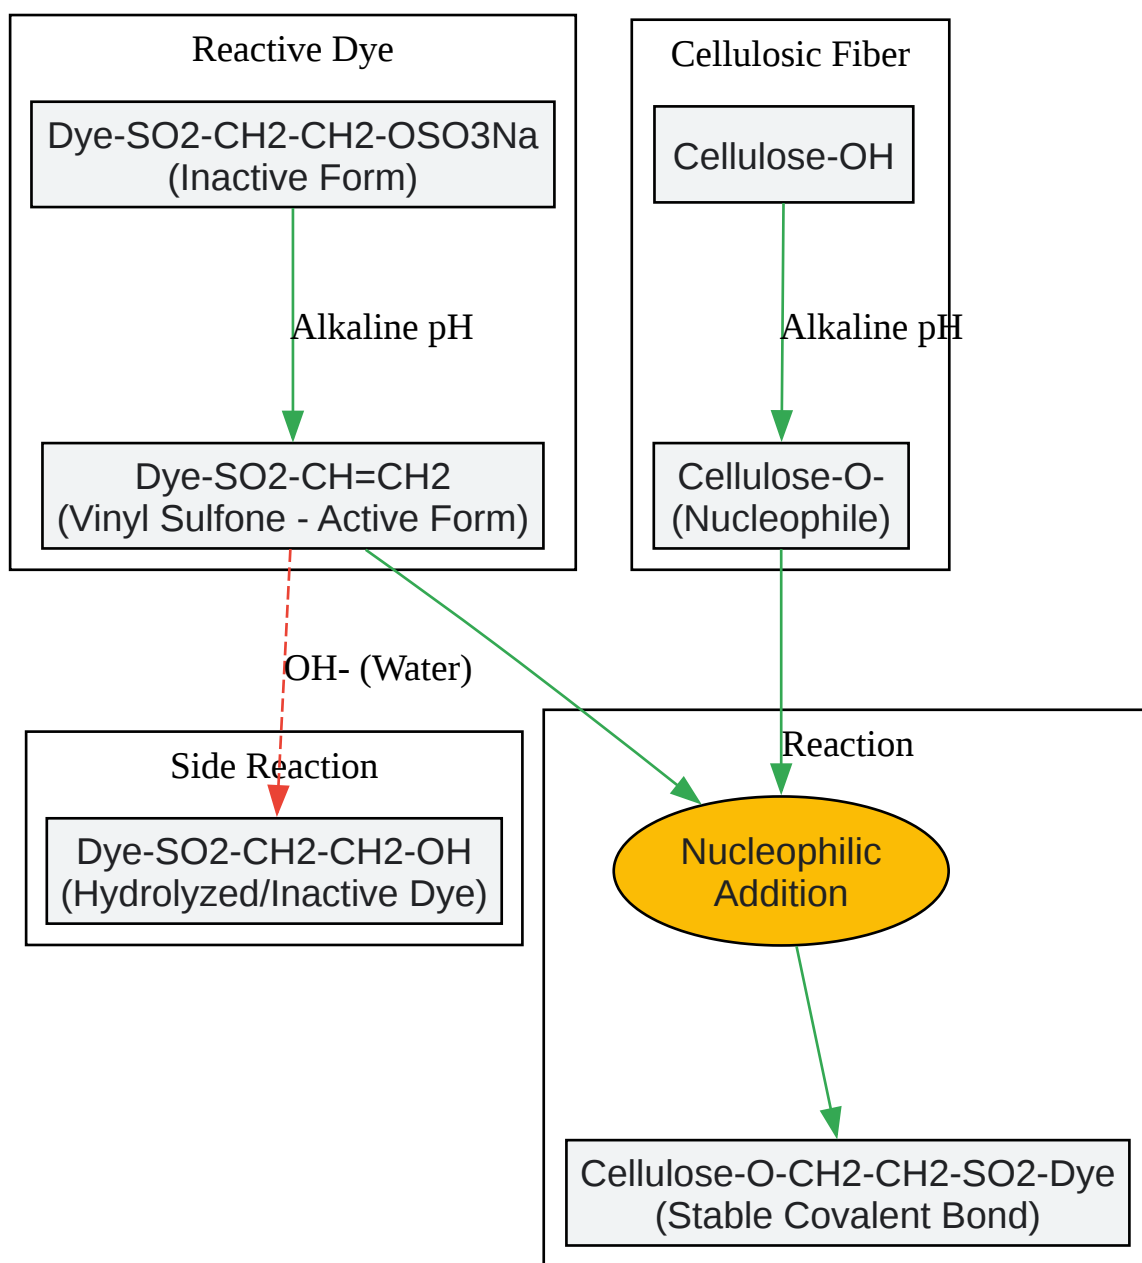 Reactive Dye
Dye-SO2-CH2-CH2-OSO3Na
(Inactive Form)
Alkaline pH
Dye-SO2-CH=CH2
(Vinyl Sulfone - Active Form)
Cellulosic Fiber
Cellulose-OH
Alkaline pH
Cellulose-O-
(Nucleophile)
OH- (Water)
Side Reaction
Dye-SO2-CH2-CH2-OH
(Hydrolyzed/Inactive Dye)
Reaction
Nucleophilic
Addition
Cellulose-O-CH2-CH2-SO2-Dye
(Stable Covalent Bond)